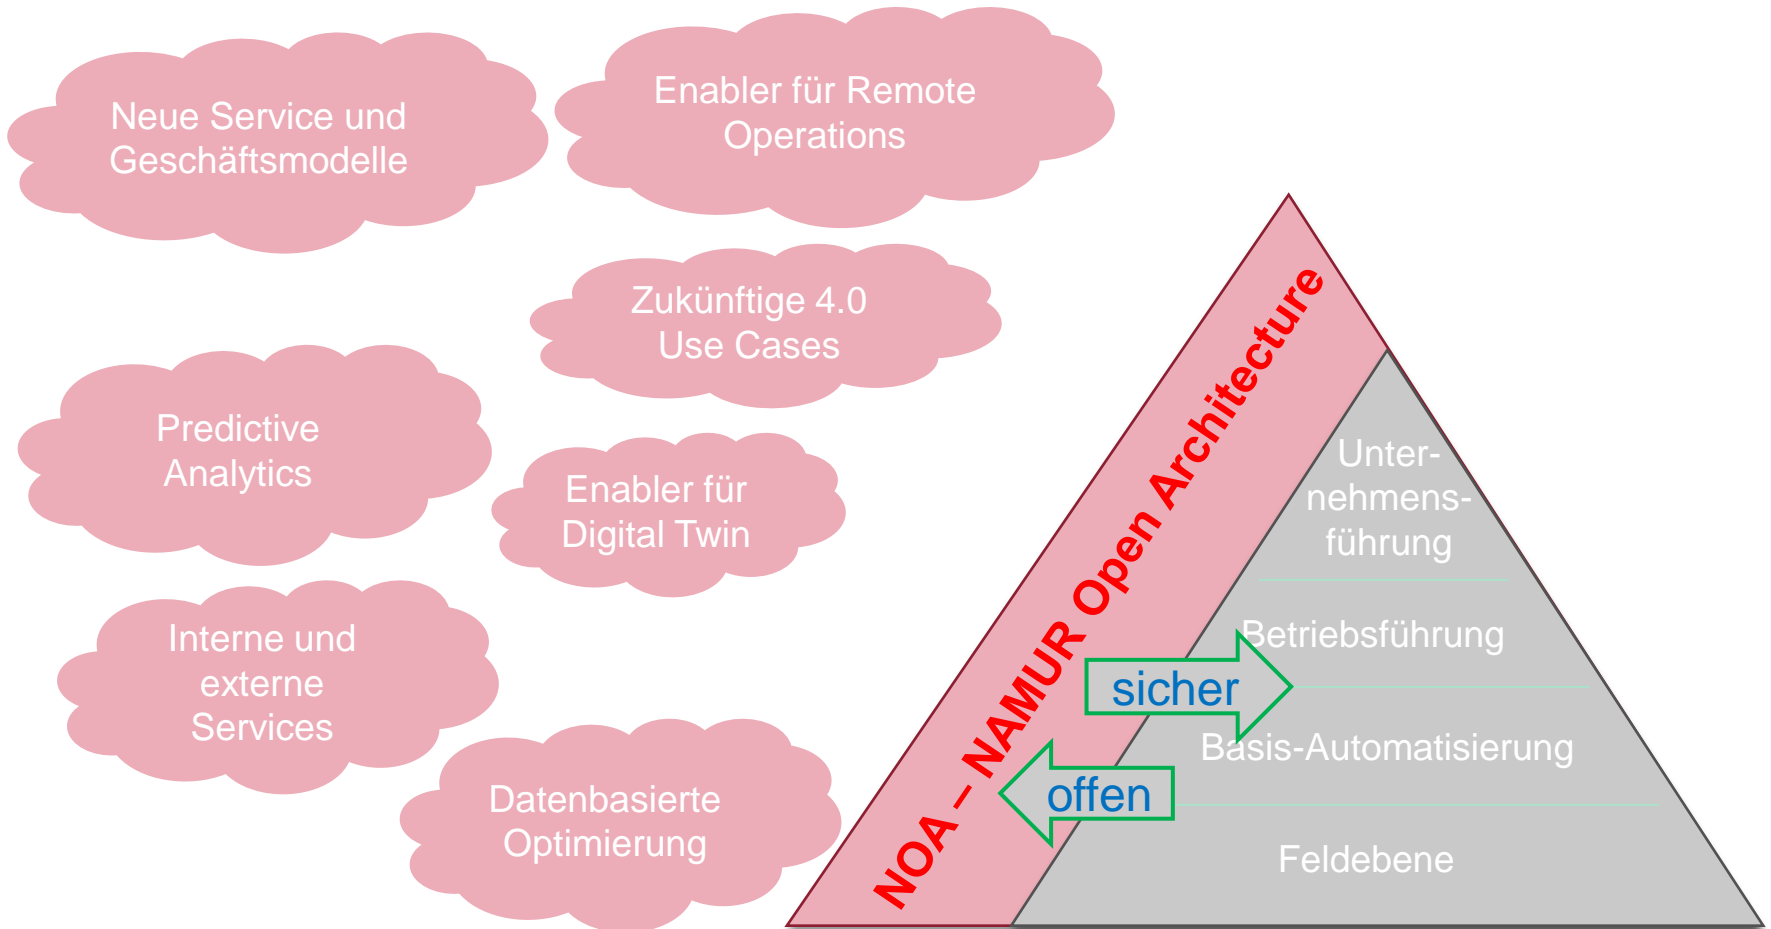 Neue Service und
Geschäftsmodelle
Enabler für Remote
Operations
Zukünftige 4.0
Use Cases
Predictive
Analytics
Enabler für
Digital Twin
Interne und
externe
Services
Datenbasierte
Optimierung
NOA – NAMUR Open Architecture
Unter-
nehmens-
führung
Betriebsführung
sicher
Basis-Automatisierung
offen
Feldebene